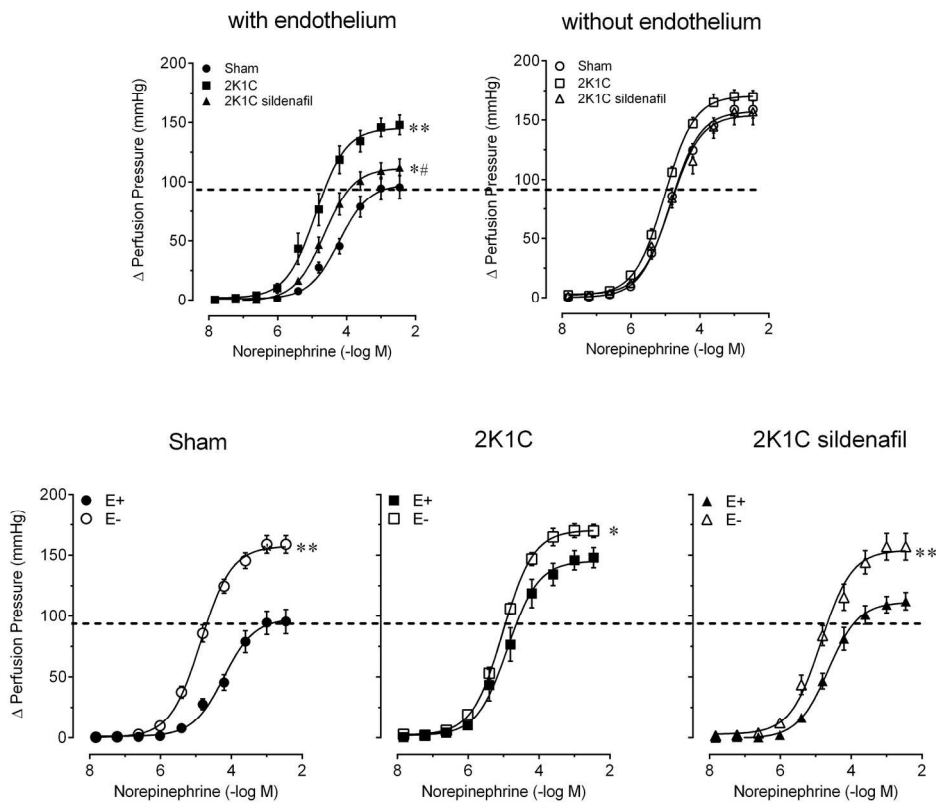 with endothelium
without endothelium
Δ Perfusion Pressure (mmHg)
200
150
100
50
0
Sham
2K1C
2K1C sildenafil
**
*#
8 6 4 2
Norepinephrine (-log M)
Δ Perfusion Pressure (mmHg)
200
150
100
50
0
Sham
2K1C
2K1C sildenafil
8 6 4 2
Norepinephrine (-log M)
Sham
2K1C
2K1C sildenafil
Δ Perfusion Pressure (mmHg)
200
150
100
50
0
E+
E-
**
8 6 4 2
Norepinephrine (-log M)
E+
E-
*
8 6 4 2
Norepinephrine (-log M)
E+
E-
**
8 6 4 2
Norepinephrine (-log M)